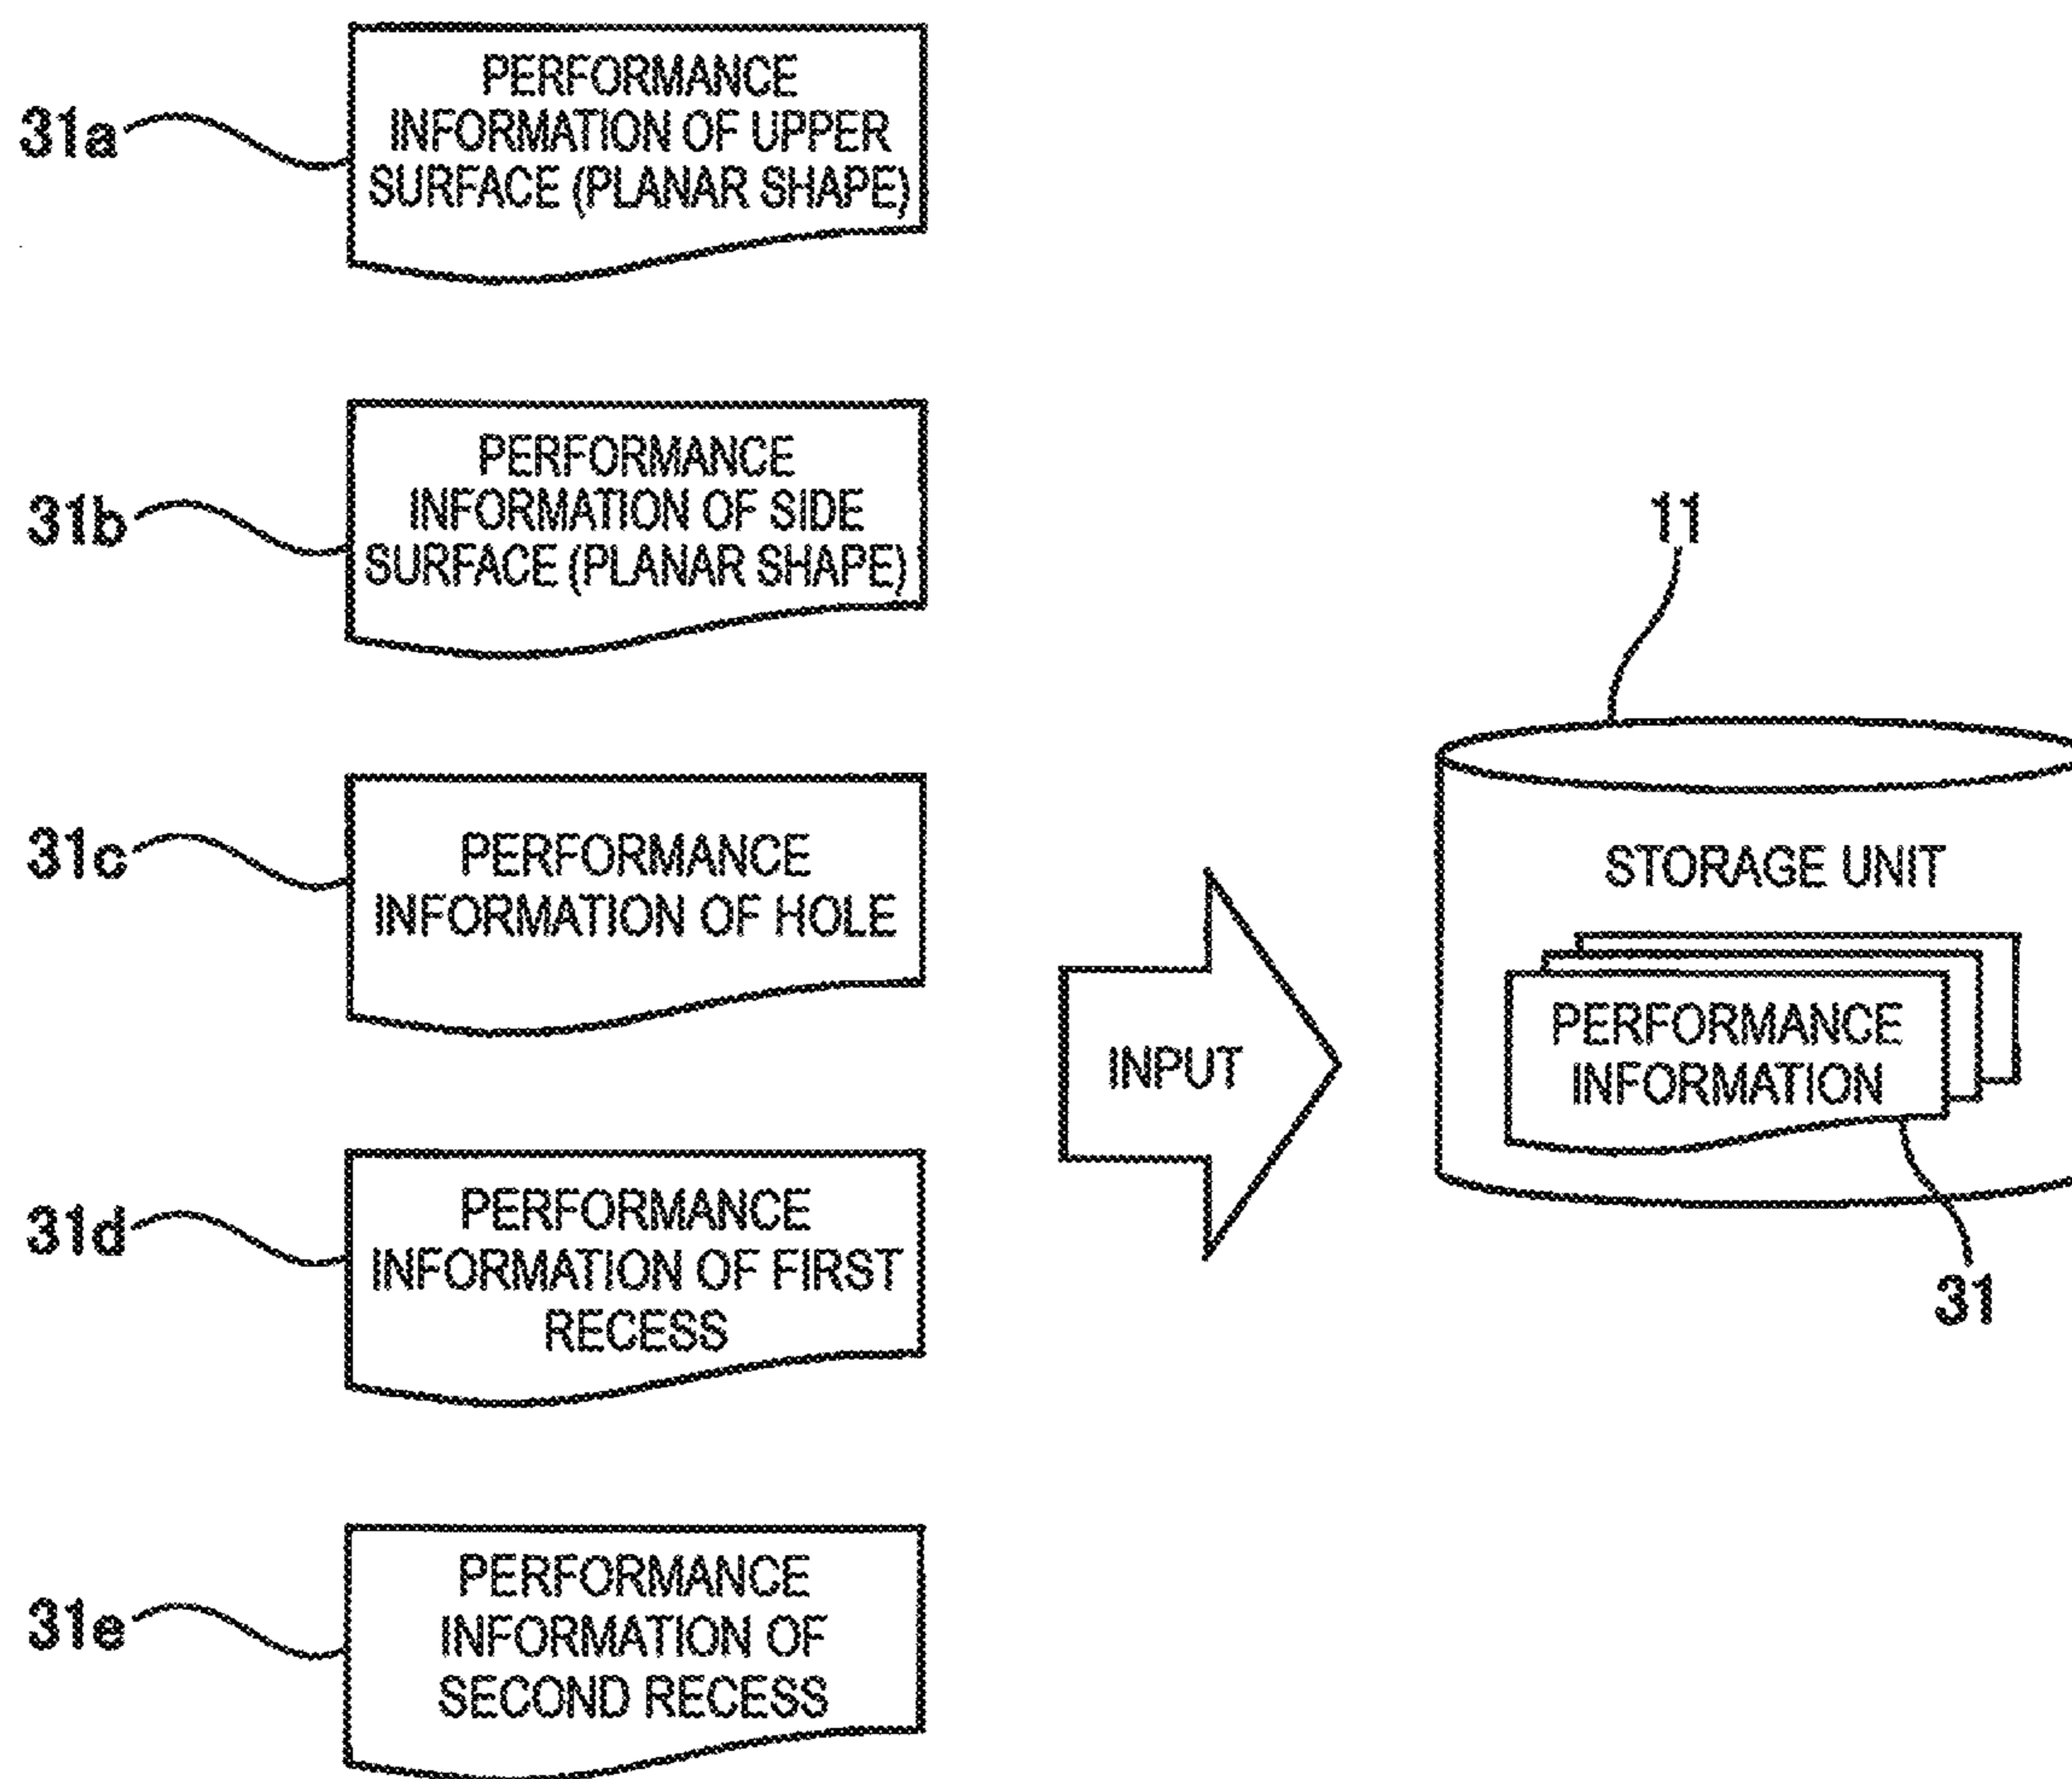 31a
PERFORMANCE
INFORMATION OF UPPER
SURFACE (PLANAR SHAPE)
31b
PERFORMANCE
INFORMATION OF SIDE
SURFACE (PLANAR SHAPE)
31c
PERFORMANCE
INFORMATION OF HOLE
31d
PERFORMANCE
INFORMATION OF FIRST
RECESS
31e
PERFORMANCE
INFORMATION OF
SECOND RECESS
INPUT
11
STORAGE UNIT
PERFORMANCE
INFORMATION
31